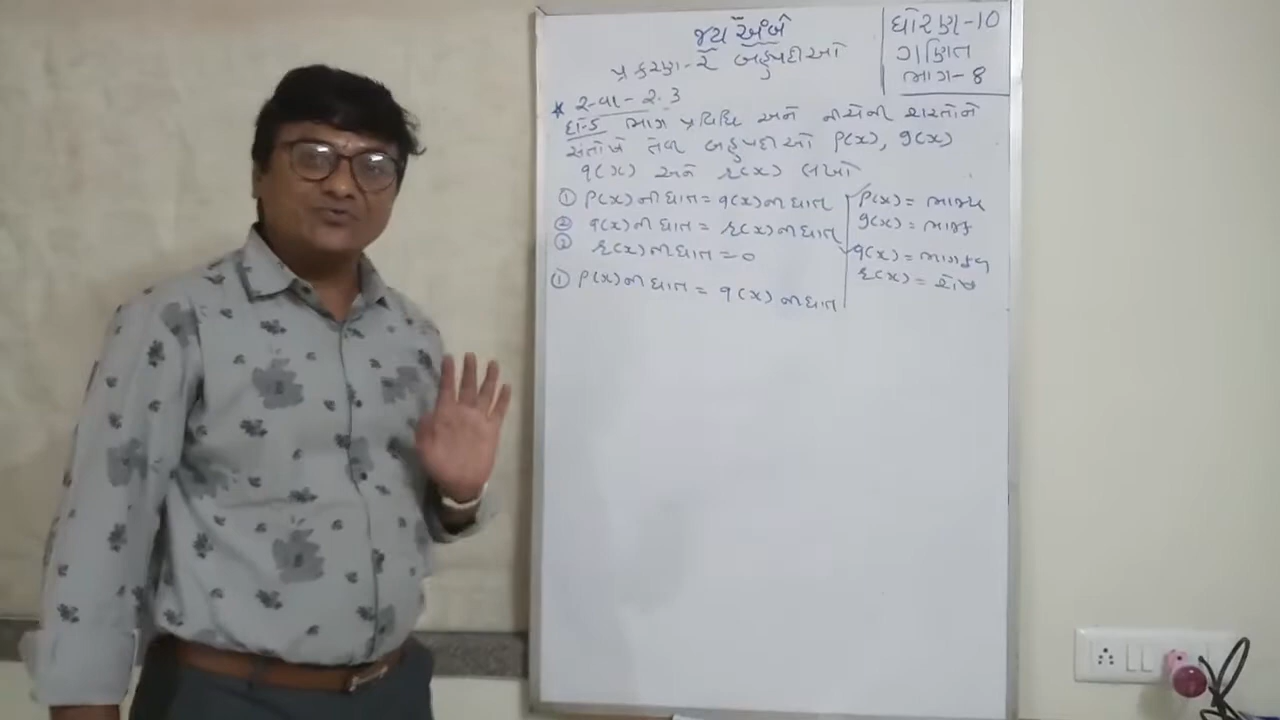 જય અંબે
પ્રકરણ-૨ બહુપદીઓ
ધોરણ-10
ગણિત
ભાગ-8
* સ્વા-૨.3
દા-5 ભાગ પ્રવિધિ અને નીચેની શરતોને
સંતોષે તેવી બહુપદીઓ P(x), g(x)
q(x) અને r(x) લખો
① P(x)ની ઘાત = q(x)ની ઘાત
② q(x)ની ઘાત = r(x)ની ઘાત
③ r(x)ની ઘાત = 0
① P(x)ની ઘાત = q(x)ની ઘાત
P(x) = ભાજ્ય
g(x) = ભાજક
q(x) = ભાગફળ
r(x) = શેષ